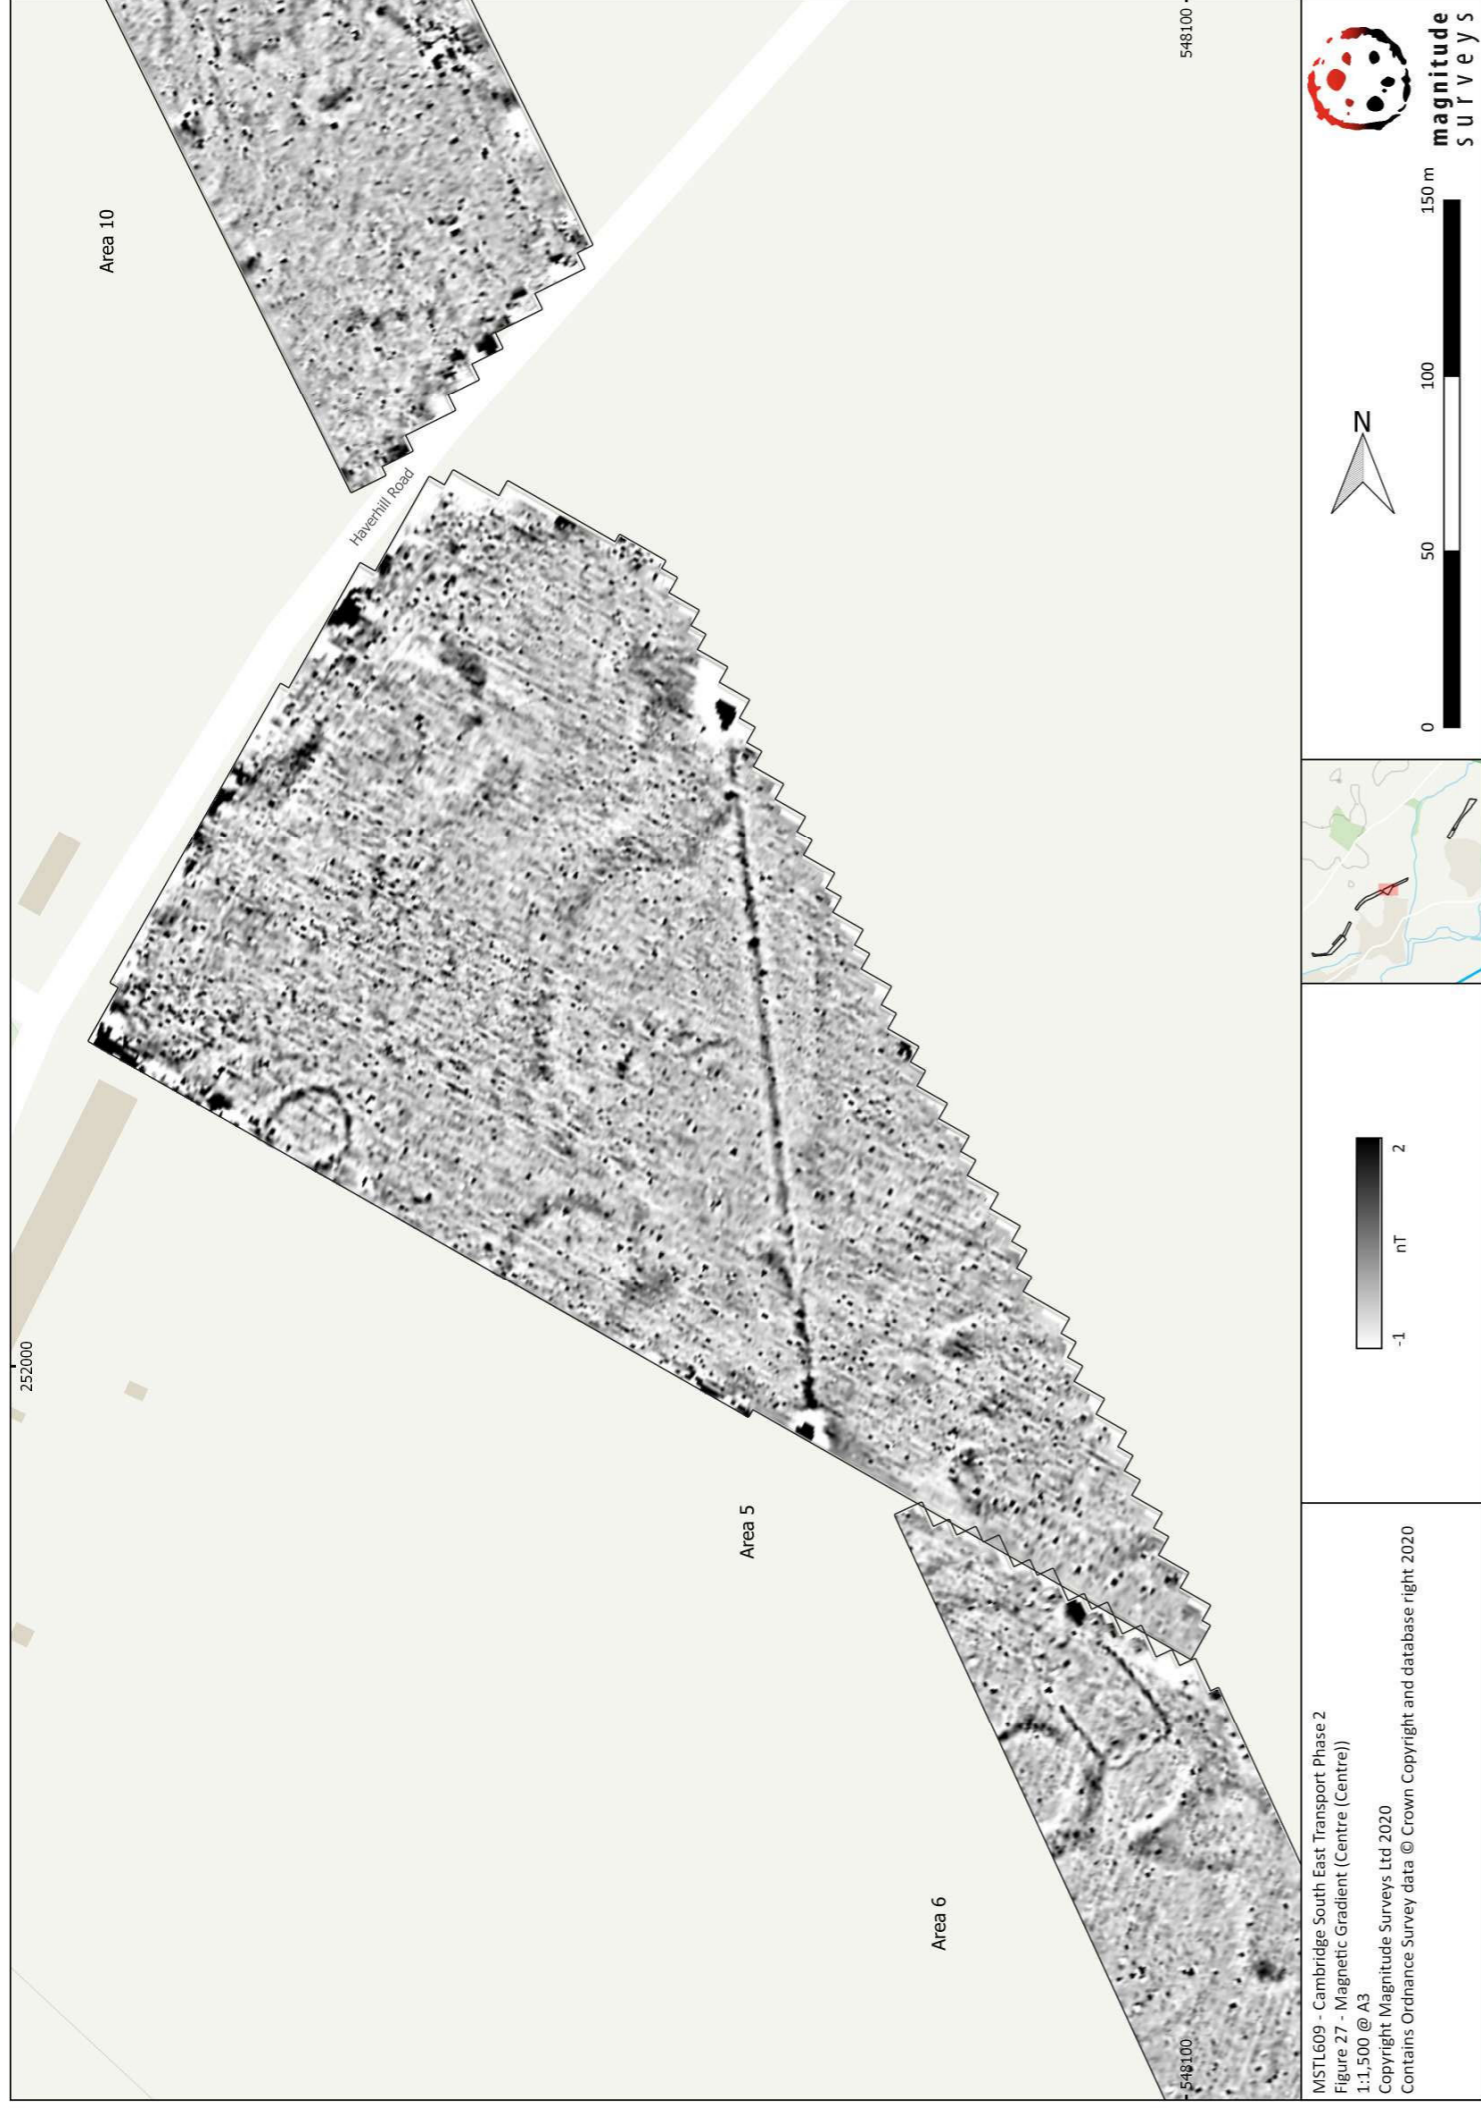 548100
Area 10
Haverhill Road
252000
Area 5
Area 6
548100
MSTL609 - Cambridge South East Transport Phase 2
Figure 27 - Magnetic Gradient (Centre (Centre))
1:1,500 @ A3
Copyright Magnitude Surveys Ltd 2020
Contains Ordnance Survey data © Crown Copyright and database right 2020
-1 nT 2
N
0 50 100 150 m
magnitude
surveys